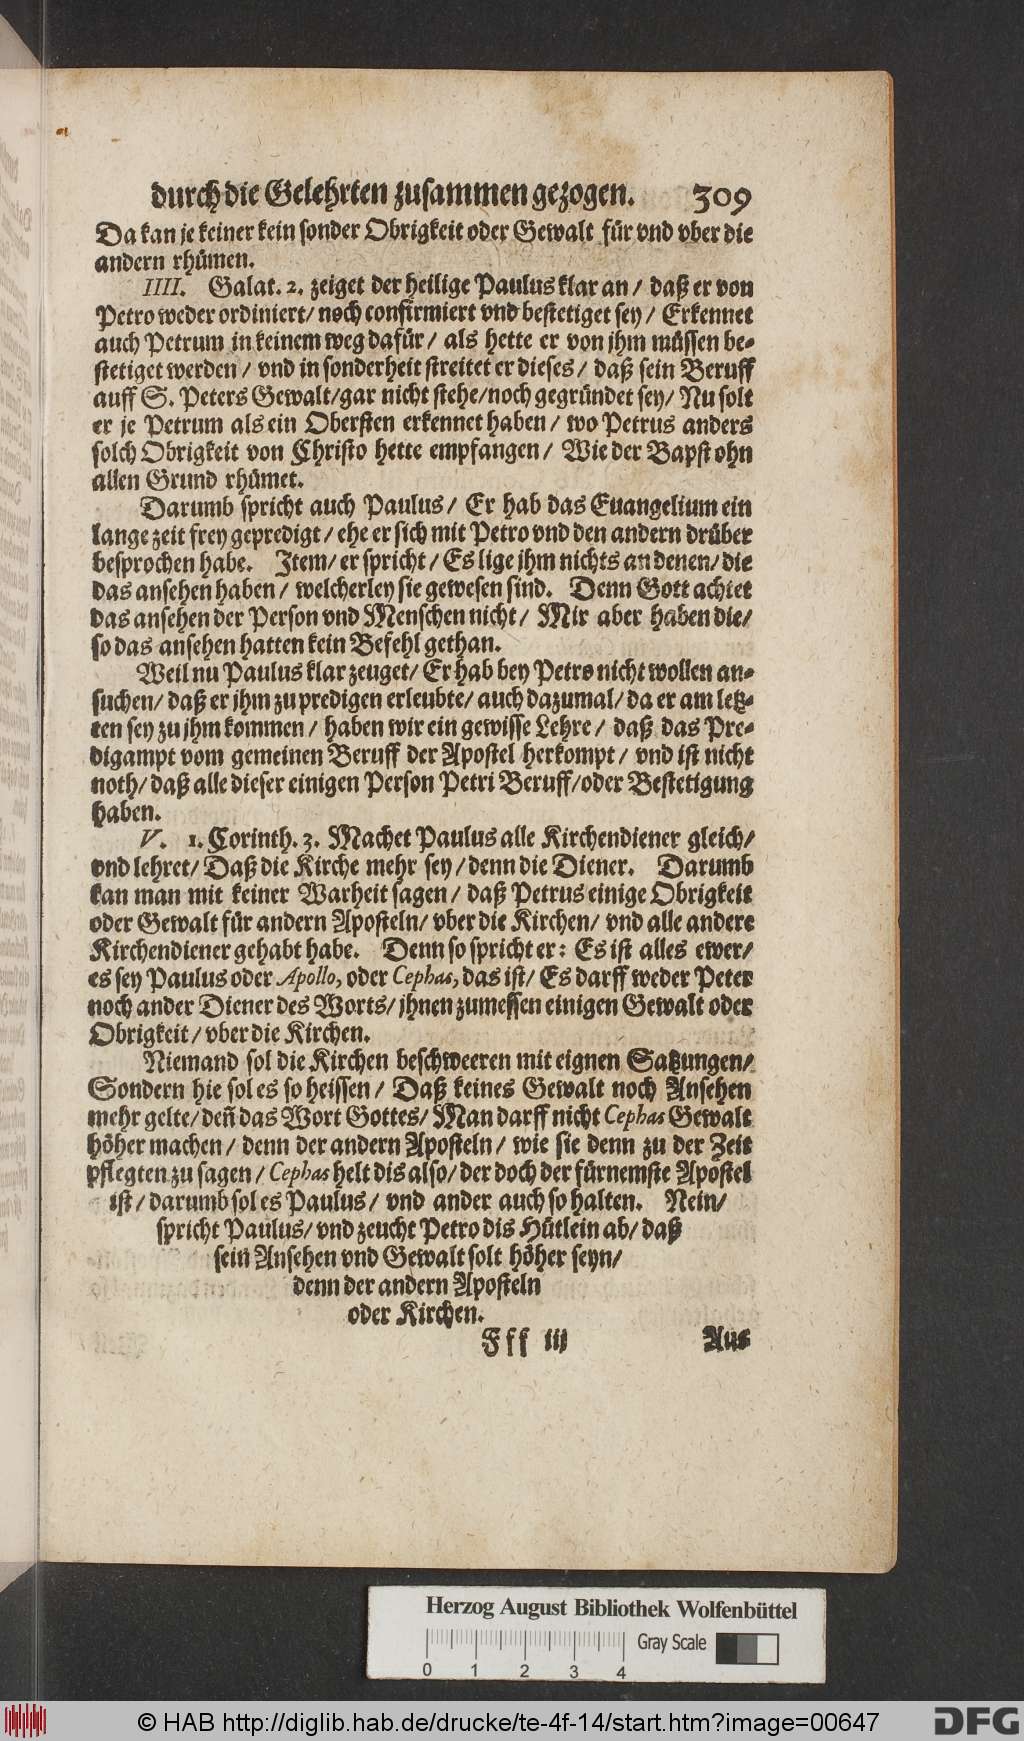 durch die Gelehrten zusammen gezogen. 309
Da kan je keiner kein sonder Obrigkeit oder Gewalt für vnd vber die
andern rhümen.
IIII. Galat. 2. zeiget der heilige Paulus klar an / daß er von
Petro weder ordiniert / noch confirmiert vnd bestetiget sey / Erkennet
auch Petrum in keinem weg dafür / als hette er von jhm müssen be-
stetiget werden / vnd in sonderheit streitet er dieses / daß sein Beruff
auff S. Peters Gewalt / gar nicht stehe / noch gegründet sey / Nu solt
er je Petrum als ein Obersten erkennet haben / wo Petrus anders
solch Obrigkeit von Christo hette empfangen / Wie der Bapst ohn
allen Grund rhümet.
Darumb spricht auch Paulus / Er hab das Euangelium ein
lange zeit frey gepredigt / ehe er sich mit Petro vnd den andern drüber
besprochen habe. Item / er spricht / Es lige jhm nichts an denen / die
das ansehen haben / welcherley sie gewesen sind. Denn Gott achtet
das ansehen der Person vnd Menschen nicht / Mir aber haben die /
so das ansehen hatten kein Befehl gethan.
Weil nu Paulus klar zeuget / Er hab bey Petro nicht wollen an-
suchen / daß er jhm zu predigen erleubte / auch dazumal / da er am letz-
ten sey zu jhm kommen / haben wir ein gewisse Lehre / daß das Pre-
digampt vom gemeinen Beruff der Apostel herkompt / vnd ist nicht
noth / daß alle dieser einigen Person Petri Beruff / oder Bestetigung
haben.
V. 1. Corinth. 3. Machet Paulus alle Kirchendiener gleich /
vnd lehret / Daß die Kirche mehr sey / denn die Diener. Darumb
kan man mit keiner Warheit sagen / daß Petrus einige Obrigkeit
oder Gewalt für andern Aposteln / vber die Kirchen / vnd alle andere
Kirchendiener gehabt habe. Denn so spricht er: Es ist alles ewer /
es sey Paulus oder Apollo, oder Cephas, das ist / Es darff weder Peter
noch ander Diener des Worts / jhnen zumessen einigen Gewalt oder
Obrigkeit / vber die Kirchen.
Niemand sol die Kirchen beschweeren mit eignen Satzungen /
Sondern hie sol es so heissen / Daß keines Gewalt noch Ansehen
mehr gelte / deñ das Wort Gottes / Man darff nicht Cephas Gewalt
höher machen / denn der andern Aposteln / wie sie denn zu der Zeit
pflegten zu sagen / Cephas helt dis also / der doch der fürnemste Apostel
ist / darumb sol es Paulus / vnd ander auch so halten. Nein /
spricht Paulus / vnd zeucht Petro dis Hütlein ab / daß
sein Ansehen vnd Gewalt solt höher seyn /
denn der andern Aposteln
oder Kirchen.
Fff iij Aus
Herzog August Bibliothek Wolfenbüttel
Gray Scale
0 1 2 3 4
© HAB http://diglib.hab.de/drucke/te-4f-14/start.htm?image=00647
DFG